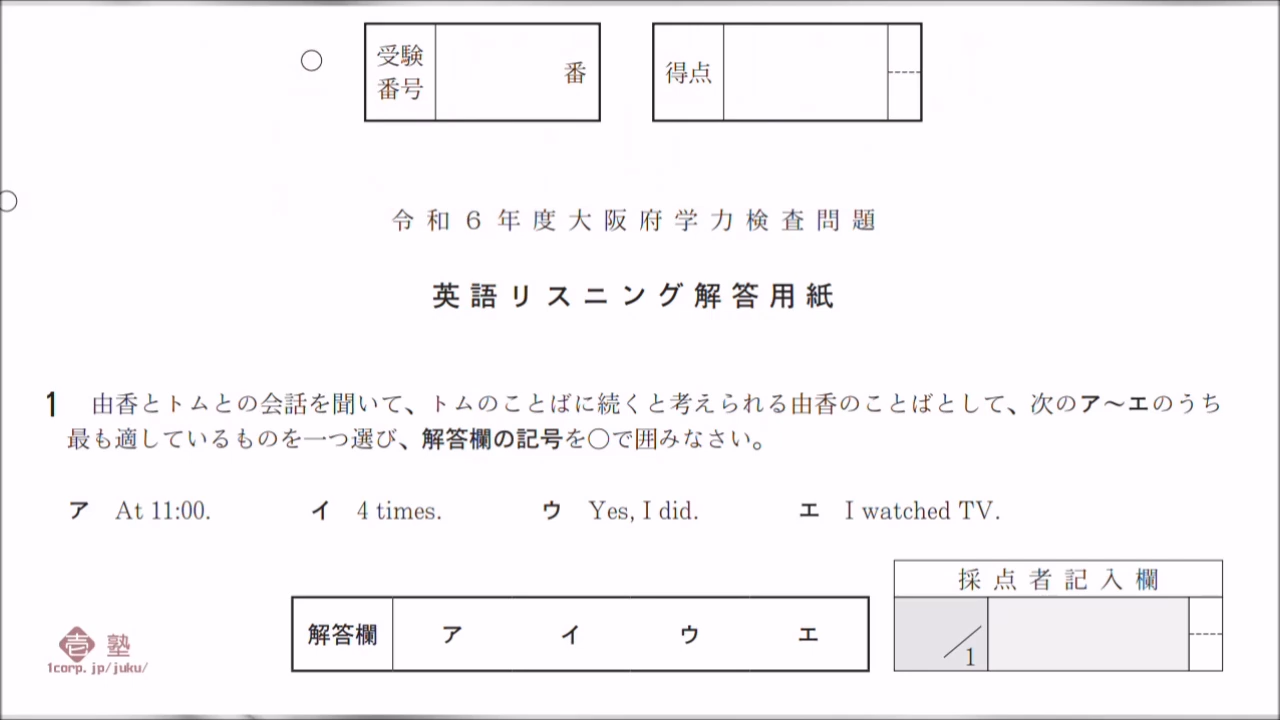 受験
番号
番
得点
令和6年度大阪府学力検査問題
英語リスニング解答用紙
1 由香とトムとの会話を聞いて、トムのことばに続くと考えられる由香のことばとして、次のア～エのうち
最も適しているものを一つ選び、解答欄の記号を○で囲みなさい。
ア At 11:00. イ 4 times. ウ Yes, I did. エ I watched TV.
採点者記入欄
解答欄 ア イ ウ エ
／1
壱 塾
1corp. jp/juku/